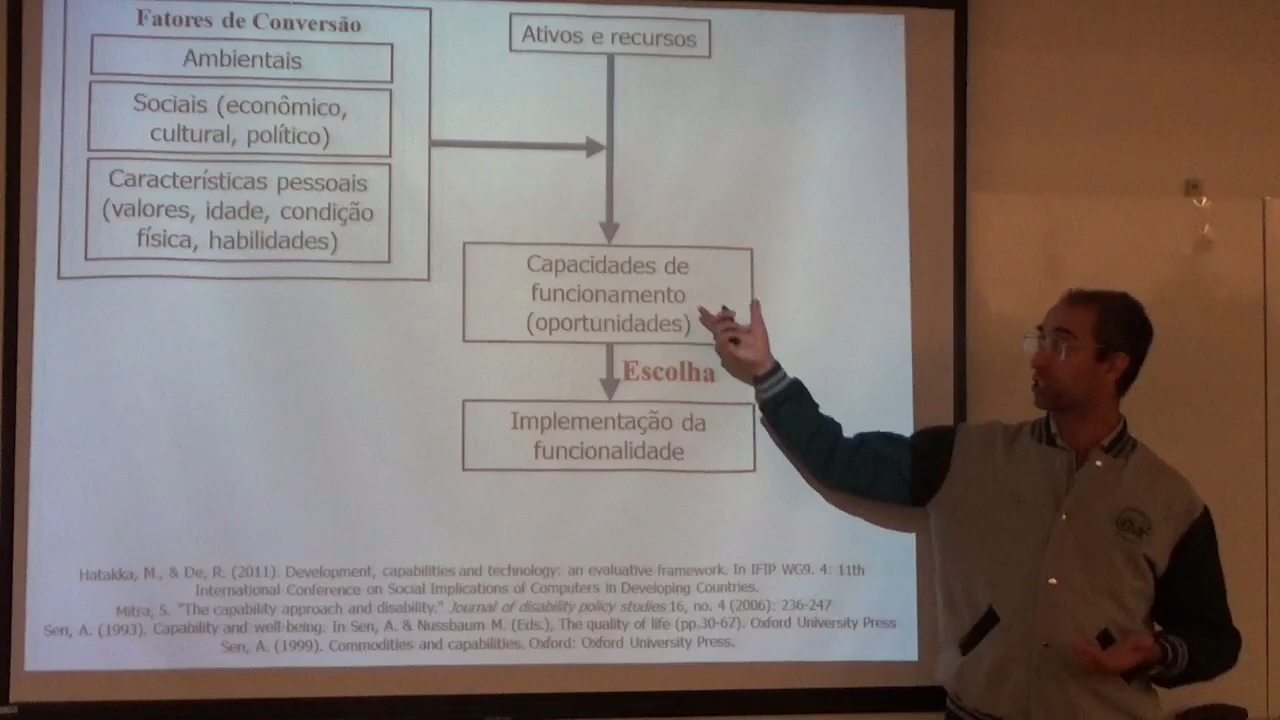 Fatores de Conversão
Ambientais
Sociais (econômico,
cultural, político)
Características pessoais
(valores, idade, condição
física, habilidades)
Ativos e recursos
Capacidades de
funcionamento
(oportunidades)
Escolha
Implementação da
funcionalidade
Hatakka, M., & De, R. (2011). Development, capabilities and technology: an evaluative framework. In IFIP WG9. 4: 11th
International Conference on Social Implications of Computers in Developing Countries.
Mitra, S. "The capability approach and disability." Journal of disability policy studies 16, no. 4 (2006): 236-247
Sen, A. (1993). Capability and well-being. In Sen, A. & Nussbaum M. (Eds.), The quality of life (pp.30-67). Oxford University Press
Sen, A. (1999). Commodities and capabilities. Oxford: Oxford University Press.